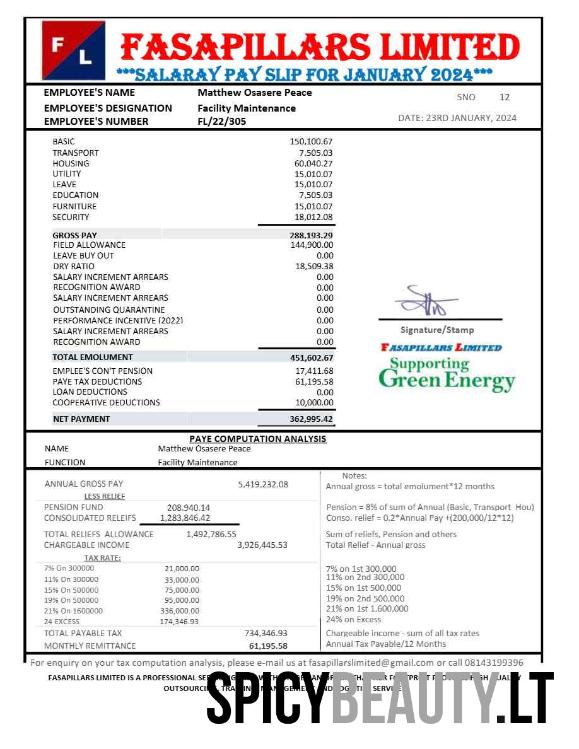 F L
FASAPILLARS LIMITED
***SALARAY PAY SLIP FOR JANUARY 2024***
EMPLOYEE'S NAME Matthew Osasere Peace
SNO 12
EMPLOYEE'S DESIGNATION Facility Maintenance
EMPLOYEE'S NUMBER FL/22/305
DATE: 23RD JANUARY, 2024
BASIC 150,100.67
TRANSPORT 7,505.03
HOUSING 60,040.27
UTILITY 15,010.07
LEAVE 15,010.07
EDUCATION 7,505.03
FURNITURE 15,010.07
SECURITY 18,012.08
GROSS PAY 288,193.29
FIELD ALLOWANCE 144,900.00
LEAVE BUY OUT 0.00
DRY RATIO 18,509.38
SALARY INCREMENT ARREARS 0.00
RECOGNITION AWARD 0.00
SALARY INCREMENT ARREARS 0.00
OUTSTANDING QUARANTINE 0.00
PERFORMANCE INCENTIVE (2022) 0.00
SALARY INCREMENT ARREARS 0.00
RECOGNITION AWARD 0.00
Signature/Stamp
FASAPILLARS LIMITED
Supporting
Green Energy
TOTAL EMOLUMENT 451,602.67
EMPLEE'S CON'T PENSION 17,411.68
PAYE TAX DEDUCTIONS 61,195.58
LOAN DEDUCTIONS 0.00
COOPERATIVE DEDUCTIONS 10,000.00
NET PAYMENT 362,995.42
PAYE COMPUTATION ANALYSIS
NAME Matthew Osasere Peace
FUNCTION Facility Maintenance
Notes:
ANNUAL GROSS PAY 5,419,232.08 Annual gross = total emolument*12 months
LESS RELIEF
PENSION FUND 208,940.14 Pension = 8% of sum of Annual (Basic, Transport Hou)
CONSOLIDATED RELEIFS 1,283,846.42 Conso. relief = 0.2*Annual Pay +(200,000/12*12)
TOTAL RELIEFS ALLOWANCE 1,492,786.55 Sum of reliefs, Pension and others
CHARGEABLE INCOME 3,926,445.53 Total Relief - Annual gross
TAX RATE:
7% On 300000 21,000.00 7% on 1st 300,000
11% On 300000 33,000.00 11% on 2nd 300,000
15% On 500000 75,000.00 15% on 1st 500,000
19% On 500000 95,000.00 19% on 2nd 500,000
21% On 1600000 336,000.00 21% on 1st 1,600,000
24 EXCESS 174,346.93 24% on Excess
TOTAL PAYABLE TAX 734,346.93 Chargeable income - sum of all tax rates
MONTHLY REMITTANCE 61,195.58 Annual Tax Payable/12 Months
For enquiry on your tax computation analysis, please e-mail us at fasapillarslimited@gmail.com or call 08143199396
FASAPILLARS LIMITED IS A PROFESSIONAL
OUTSOURCING,
SPICYBEAUTY.LT